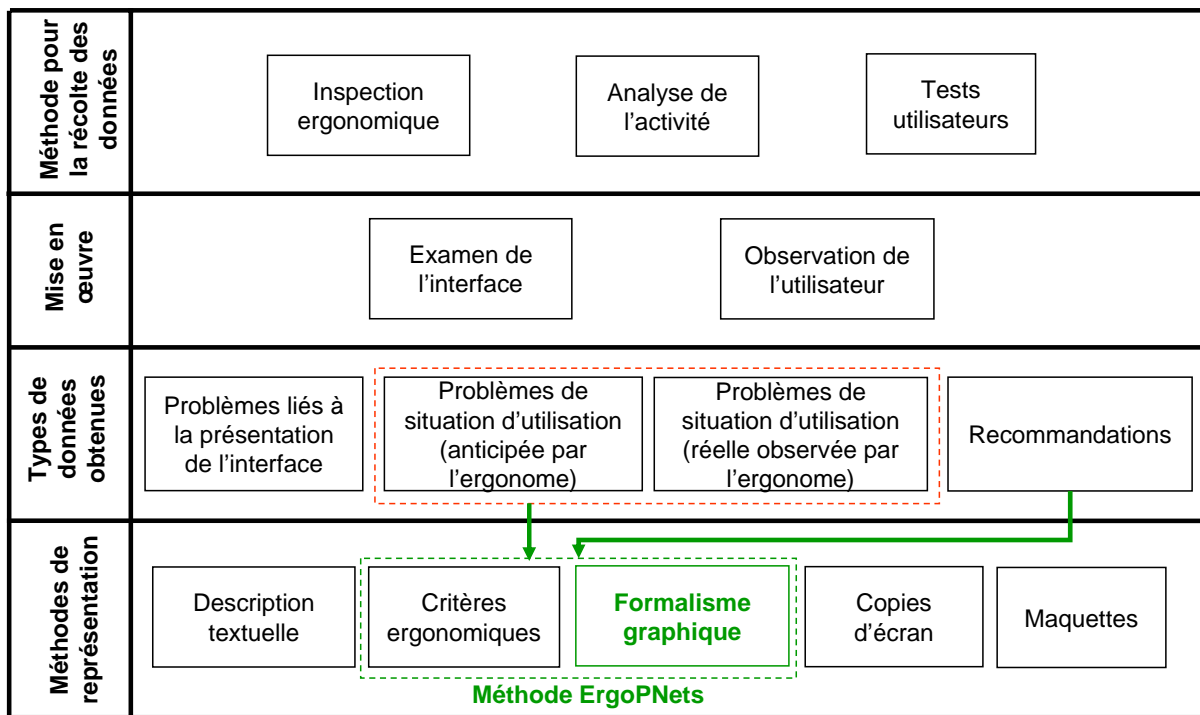 Méthode pour
la récolte des
données
Inspection
ergonomique
Analyse de
l’activité
Tests
utilisateurs
Mise en
œuvre
Examen de
l’interface
Observation de
l’utilisateur
Types de
données
obtenues
Problèmes liés à
la présentation
de l’interface
Problèmes de
situation d’utilisation
(anticipée par
l’ergonome)
Problèmes de
situation d’utilisation
(réelle observée par
l’ergonome)
Recommandations
Méthodes de
représentation
Description
textuelle
Critères
ergonomiques
Formalisme
graphique
Copies
d’écran
Maquettes
Méthode ErgoPNets